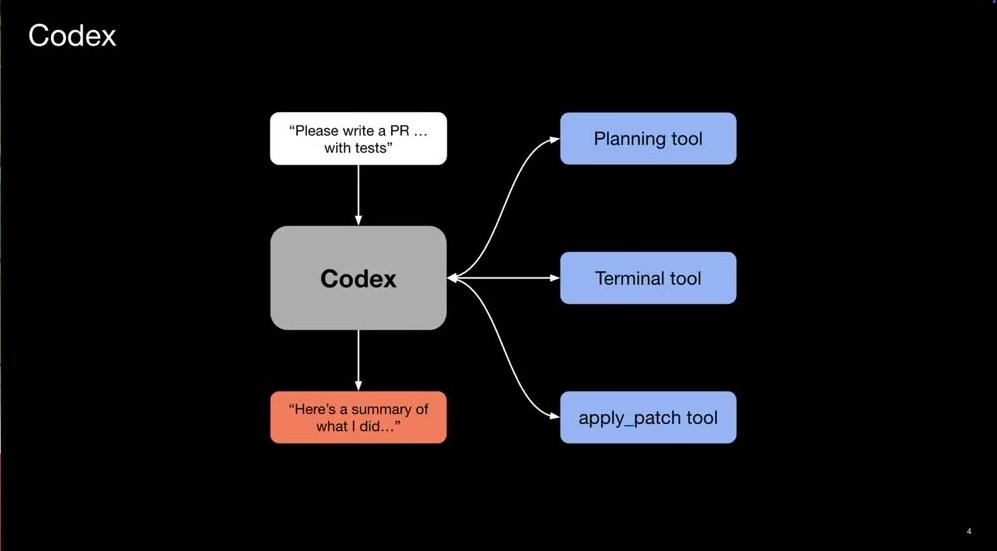 Codex
“Please write a PR ...
with tests”
Planning tool
Codex
Terminal tool
“Here’s a summary of
what I did…”
apply_patch tool
4